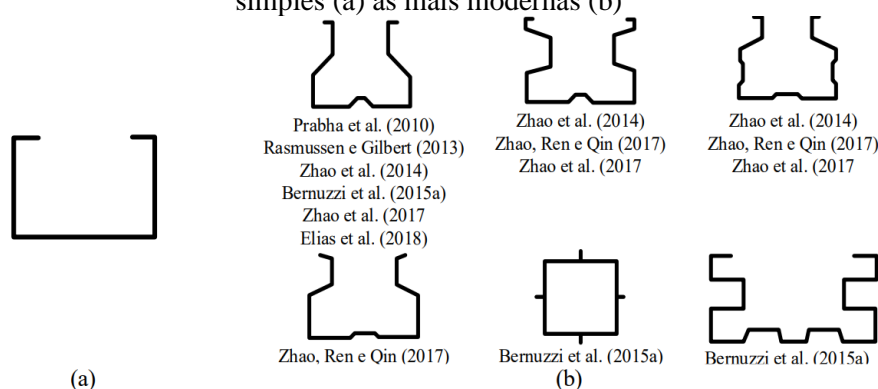 simples (a) às mais modernas (b)
Prabha et al. (2010)
Rasmussen e Gilbert (2013)
Zhao et al. (2014)
Bernuzzi et al. (2015a)
Zhao et al. (2017
Elias et al. (2018)
Zhao et al. (2014)
Zhao, Ren e Qin (2017)
Zhao et al. (2017
Zhao et al. (2014)
Zhao, Ren e Qin (2017)
Zhao et al. (2017
Zhao, Ren e Qin (2017)
Bernuzzi et al. (2015a)
Bernuzzi et al. (2015a)
(a)
(b)